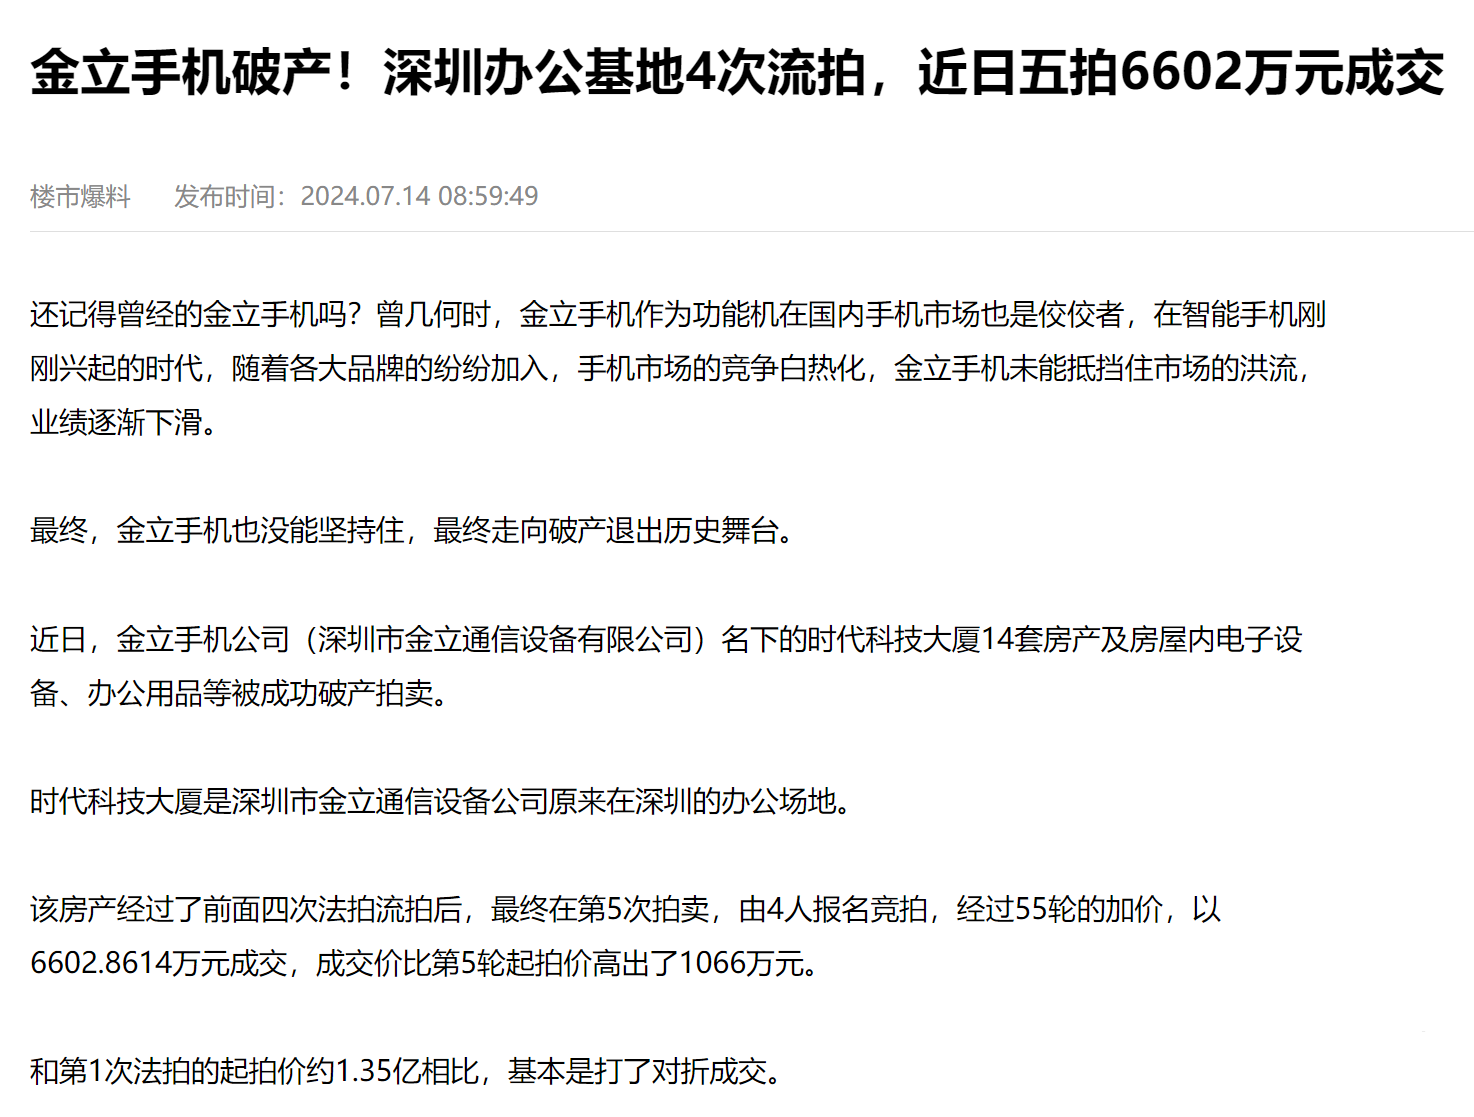 金立手机破产！深圳办公基地4次流拍，近日五拍6602万元成交
楼市爆料 发布时间：2024.07.14 08:59:49
还记得曾经的金立手机吗？曾几何时，金立手机作为功能机在国内手机市场也是佼佼者，在智能手机刚
刚兴起的时代，随着各大品牌的纷纷加入，手机市场的竞争白热化，金立手机未能抵挡住市场的洪流，
业绩逐渐下滑。
最终，金立手机也没能坚持住，最终走向破产退出历史舞台。
近日，金立手机公司（深圳市金立通信设备有限公司）名下的时代科技大厦14套房产及房屋内电子设
备、办公用品等被成功破产拍卖。
时代科技大厦是深圳市金立通信设备公司原来在深圳的办公场地。
该房产经过了前面四次法拍流拍后，最终在第5次拍卖，由4人报名竞拍，经过55轮的加价，以
6602.8614万元成交，成交价比第5轮起拍价高出了1066万元。
和第1次法拍的起拍价约1.35亿相比，基本是打了对折成交。